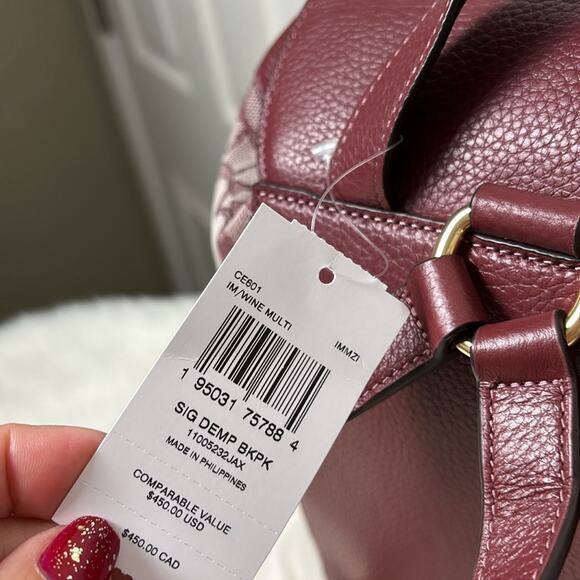 CE601
IM/WINE MULTI
IMMZI
1 95031 75788 4
SIG DEMP BKPK
11005232JAX
MADE IN PHILIPPINES
COMPARABLE VALUE
$450.00 USD
$450.00 CAD